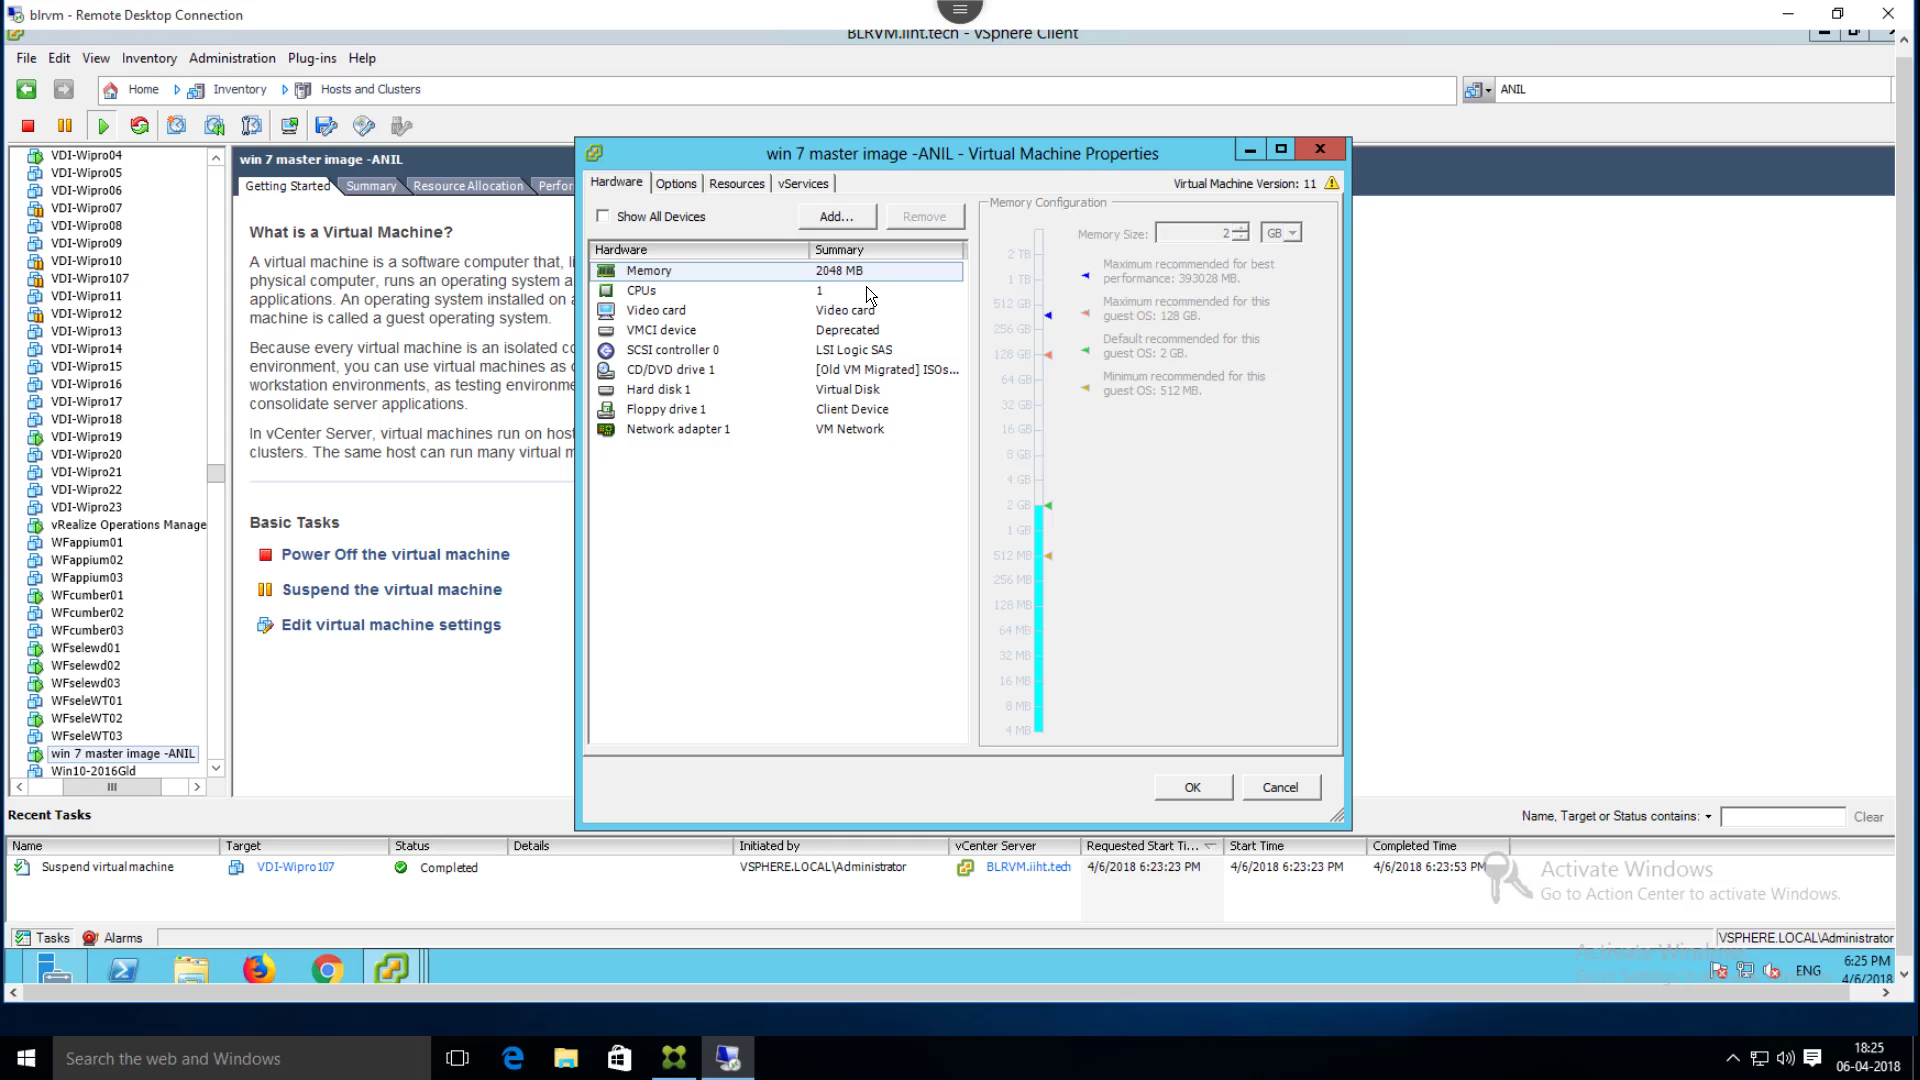 blrvm - Remote Desktop Connection
BLRVM.iiht.tech - vSphere Client
File Edit View Inventory Administration Plug-ins Help
Home Inventory Hosts and Clusters
ANIL
VDI-Wipro04
VDI-Wipro05
VDI-Wipro06
VDI-Wipro07
VDI-Wipro08
VDI-Wipro09
VDI-Wipro10
VDI-Wipro107
VDI-Wipro11
VDI-Wipro12
VDI-Wipro13
VDI-Wipro14
VDI-Wipro15
VDI-Wipro16
VDI-Wipro17
VDI-Wipro18
VDI-Wipro19
VDI-Wipro20
VDI-Wipro21
VDI-Wipro22
VDI-Wipro23
vRealize Operations Manage
WFappium01
WFappium02
WFappium03
WFcumber01
WFcumber02
WFcumber03
WFselewd01
WFselewd02
WFselewd03
WFseleWT01
WFseleWT02
WFseleWT03
win 7 master image -ANIL
Win10-2016Gld
win 7 master image -ANIL
Getting Started Summary Resource Allocation Perfor
What is a Virtual Machine?
A virtual machine is a software computer that, li
physical computer, runs an operating system a
applications. An operating system installed on a
machine is called a guest operating system.
Because every virtual machine is an isolated co
environment, you can use virtual machines as d
workstation environments, as testing environme
consolidate server applications.
In vCenter Server, virtual machines run on host
clusters. The same host can run many virtual m
Basic Tasks
Power Off the virtual machine
Suspend the virtual machine
Edit virtual machine settings
win 7 master image -ANIL - Virtual Machine Properties
Hardware Options Resources vServices
Virtual Machine Version: 11
Show All Devices
Add...
Remove
Hardware Summary
Memory 2048 MB
CPUs 1
Video card Video card
VMCI device Deprecated
SCSI controller 0 LSI Logic SAS
CD/DVD drive 1 [Old VM Migrated] ISOs...
Hard disk 1 Virtual Disk
Floppy drive 1 Client Device
Network adapter 1 VM Network
Memory Configuration
Memory Size: 2 GB
2 TB
1 TB
512 GB
256 GB
128 GB
64 GB
32 GB
16 GB
8 GB
4 GB
2 GB
1 GB
512 MB
256 MB
128 MB
64 MB
32 MB
16 MB
8 MB
4 MB
Maximum recommended for best
performance: 393028 MB.
Maximum recommended for this
guest OS: 128 GB.
Default recommended for this
guest OS: 2 GB.
Minimum recommended for this
guest OS: 512 MB.
OK
Cancel
Recent Tasks
Name, Target or Status contains:
Clear
Name Target Status Details Initiated by vCenter Server Requested Start Ti... Start Time Completed Time
Suspend virtual machine VDI-Wipro107 Completed VSPHERE.LOCAL\Administrator BLRVM.iiht.tech 4/6/2018 6:23:23 PM 4/6/2018 6:23:23 PM 4/6/2018 6:23:53 PM
Activate Windows
Go to Action Center to activate Windows.
Tasks Alarms
VSPHERE.LOCAL\Administrator
Activate Windows
ENG
6:25 PM
4/6/2018
Search the web and Windows
18:25
06-04-2018